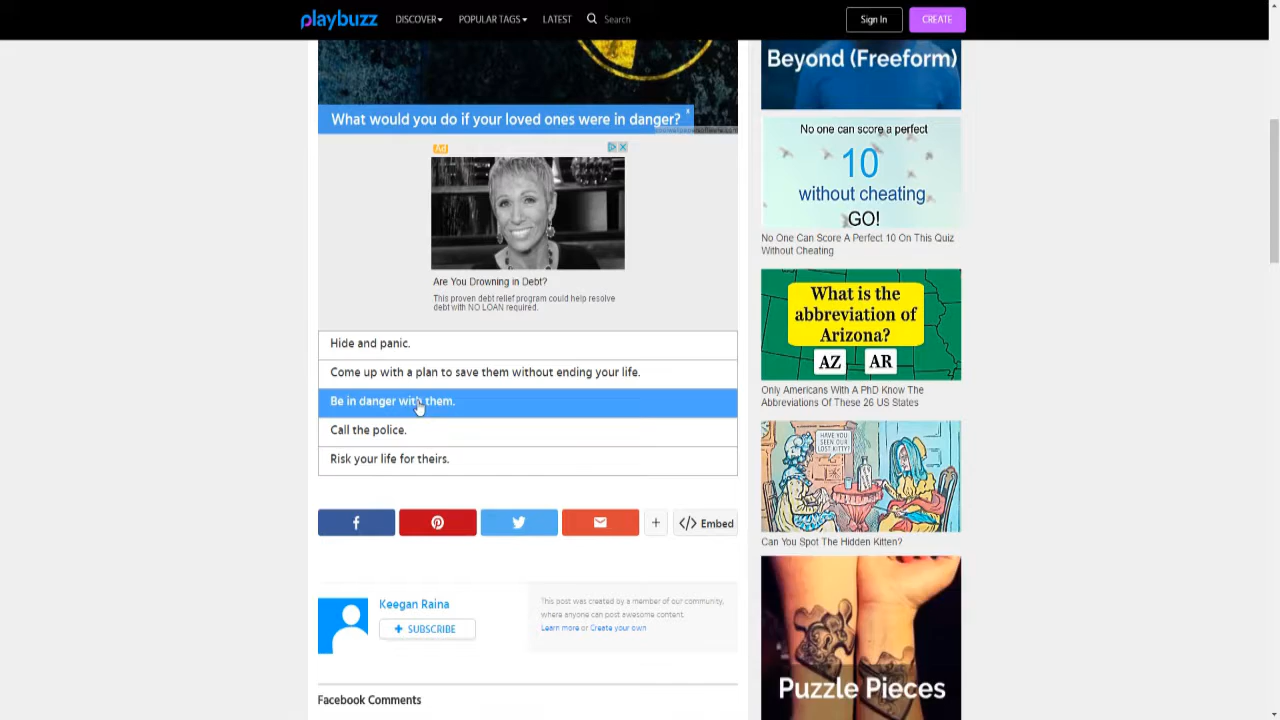 playbuzz DISCOVER POPULAR TAGS LATEST Search Sign In CREATE
What would you do if your loved ones were in danger?
x
Ad
Are You Drowning in Debt?
This proven debt relief program could help resolve
debt with NO LOAN required.
Hide and panic.
Come up with a plan to save them without ending your life.
Be in danger with them.
Call the police.
Risk your life for theirs.
+ </> Embed
Keegan Raina
+ SUBSCRIBE
This post was created by a member of our community,
where anyone can post awesome content.
Learn more or Create your own
Facebook Comments
Beyond (Freeform)
No one can score a perfect
10
without cheating
GO!
No One Can Score A Perfect 10 On This Quiz
Without Cheating
What is the
abbreviation of
Arizona?
AZ AR
Only Americans With A PhD Know The
Abbreviations Of These 26 US States
HAVE YOU
SEEN OUR
LOST KITTY?
Can You Spot The Hidden Kitten?
Puzzle Pieces